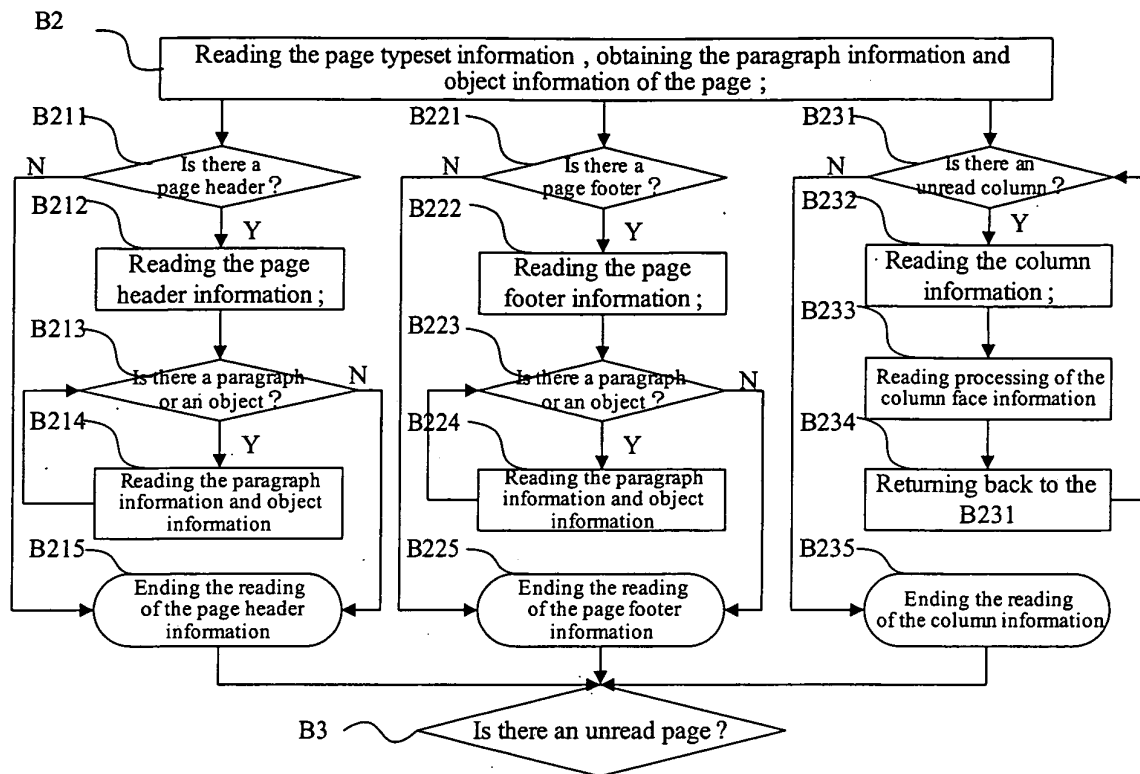 B2
Reading the page typeset information , obtaining the paragraph information and
object information of the page ;
B211
N
Is there a
page header ?
B212
Y
Reading the page
header information ;
B213
Is there a paragraph
or an object ?
N
B214
Y
Reading the paragraph
information and object
information
B215
Ending the reading
of the page header
information
B221
N
Is there a
page footer ?
B222
Y
Reading the page
footer information ;
B223
Is there a paragraph
or an object ?
N
B224
Y
Reading the paragraph
information and object
information
B225
Ending the reading
of the page footer
information
B231
N
Is there an
unread column ?
B232
Y
Reading the column
information ;
B233
Reading processing of the
column face information
B234
Returning back to the
B231
B235
Ending the reading
of the column information
B3
Is there an unread page ?